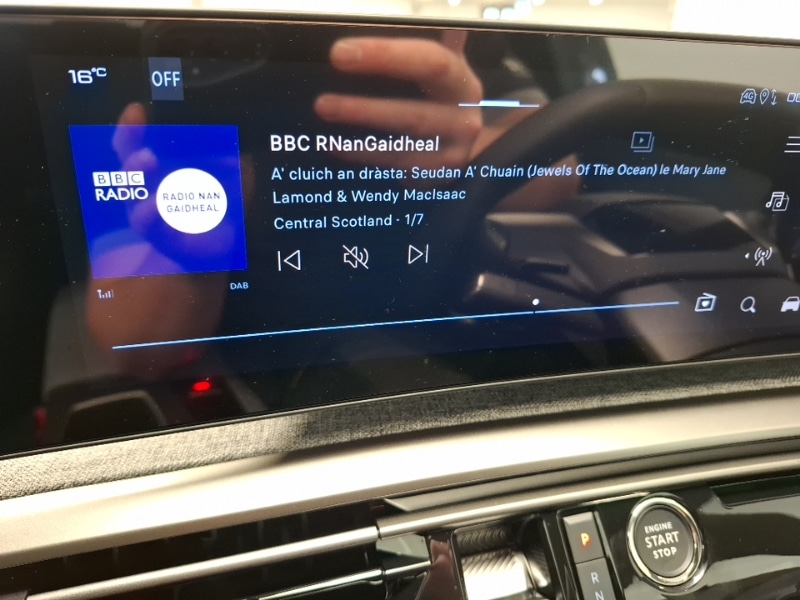 16°C OFF
4G
BBC RNanGaidheal
A' cluich an dràsta: Seudan A' Chuain (Jewels Of The Ocean) le Mary Jane
Lamond & Wendy MacIsaac
Central Scotland · 1/7
BBC
RADIO
RADIO NAN
GAIDHEAL
DAB
ENGINE
START
STOP
P
R
N